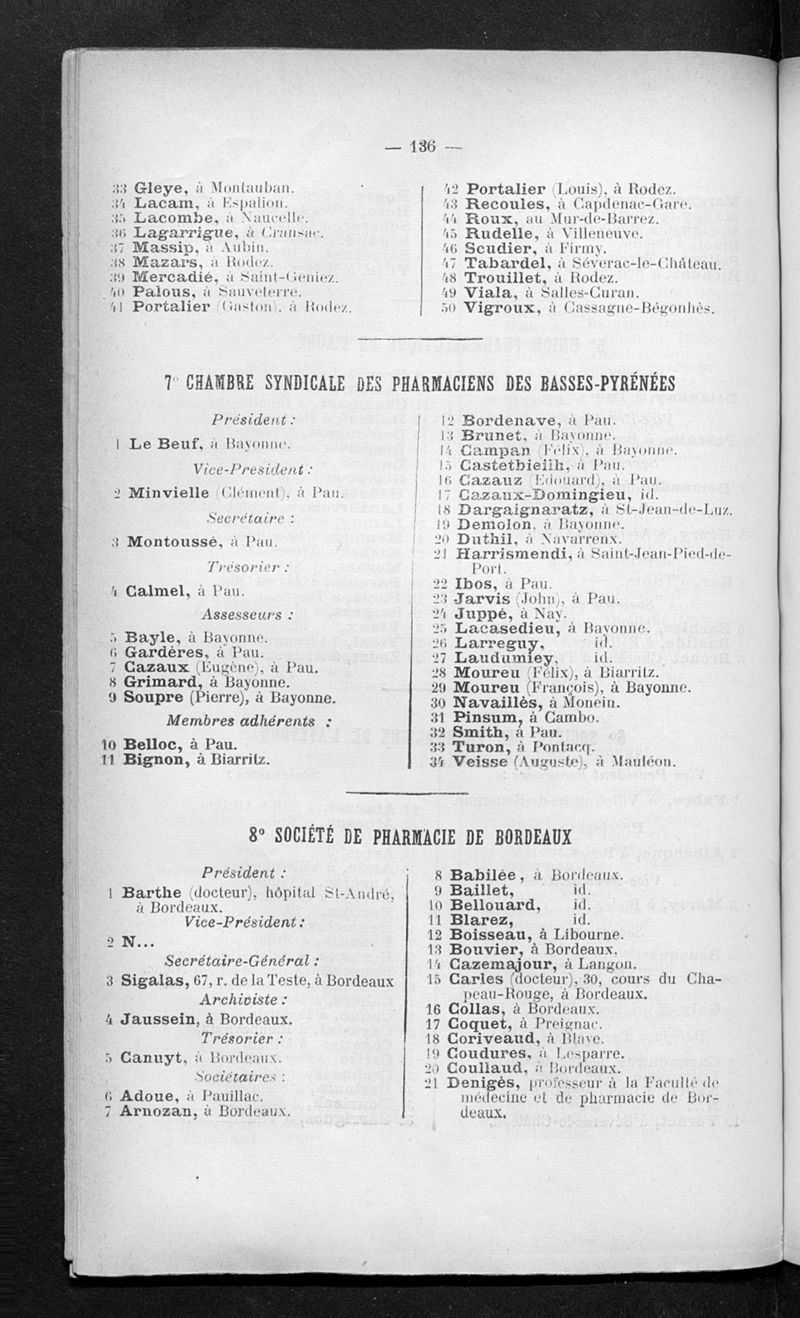 — 136 —
33 Gleye, à Montauban.
34 Lacam, à Espalion.
35 Lacombe, à Naucelle.
36 Lagarrigue, à Cransac.
37 Massip, à Aubin.
38 Mazars, à Rodez.
39 Mercadié, à Saint-Geniez.
40 Palous, à Sauveterre.
41 Portalier (Gaston), à Rodez.
42 Portalier (Louis), à Rodez.
43 Recoules, à Capdenac-Gare.
44 Roux, au Mur-de-Barrez.
45 Rudelle, à Villeneuve.
46 Scudier, à Firmy.
47 Tabardel, à Séverac-le-Château.
48 Trouillet, à Rodez.
49 Viala, à Salles-Curan.
50 Vigroux, à Cassagne-Bégonhès.
7° CHAMBRE SYNDICALE DES PHARMACIENS DES BASSES-PYRÉNÉES
Président :
1 Le Beuf, à Bayonne.
Vice-President :
2 Minvielle (Clément), à Pau.
Secrétaire :
3 Montoussé, à Pau.
Trésorier :
4 Calmel, à Pau.
Assesseurs :
5 Bayle, à Bayonne.
6 Gardères, à Pau.
7 Cazaux (Eugène), à Pau.
8 Grimard, à Bayonne.
9 Soupre (Pierre), à Bayonne.
Membres adhérents :
10 Belloc, à Pau.
11 Bignon, à Biarritz.
12 Bordenave, à Pau.
13 Brunet, à Bayonne.
14 Campan (Félix), à Bayonne.
15 Castetbieilh, à Pau.
16 Cazauz (Edouard), à Pau.
17 Cazaux-Domingieu, id.
18 Dargaignaratz, à St-Jean-de-Luz.
19 Demolon, à Bayonne.
20 Duthil, à Navarrenx.
21 Harrismendi, à Saint-Jean-Pied-de-
Port.
22 Ibos, à Pau.
23 Jarvis (John), à Pau.
24 Juppé, à Nay.
25 Lacasedieu, à Bayonne.
26 Larreguy, id.
27 Laudumiey, id.
28 Moureu (Félix), à Biarritz.
29 Moureu (François), à Bayonne.
30 Navaillès, à Monein.
31 Pinsum, à Cambo.
32 Smith, à Pau.
33 Turon, à Pontacq.
34 Veisse (Auguste), à Mauléon.
8° SOCIÉTÉ DE PHARMACIE DE BORDEAUX
Président :
1 Barthe (docteur), hôpital St-André,
à Bordeaux.
Vice-Président :
2 N...
Secrétaire-Général :
3 Sigalas, 67, r. de la Teste, à Bordeaux
Archiviste :
4 Jaussein, à Bordeaux.
Trésorier :
5 Canuyt, à Bordeaux.
Sociétaires :
6 Adoue, à Pauillac.
7 Arnozan, à Bordeaux.
8 Babilée, à Bordeaux.
9 Baillet, id.
10 Bellouard, id.
11 Blarez, id.
12 Boisseau, à Libourne.
13 Bouvier, à Bordeaux.
14 Cazemajour, à Langon.
15 Carles (docteur), 30, cours du Cha-
peau-Rouge, à Bordeaux.
16 Collas, à Bordeaux.
17 Coquet, à Preignac.
18 Coriveaud, à Blaye.
19 Coudures, à Lesparre.
20 Coullaud, à Bordeaux.
21 Denigès, professeur à la Faculté de
médecine et de pharmacie de Bor-
deaux.